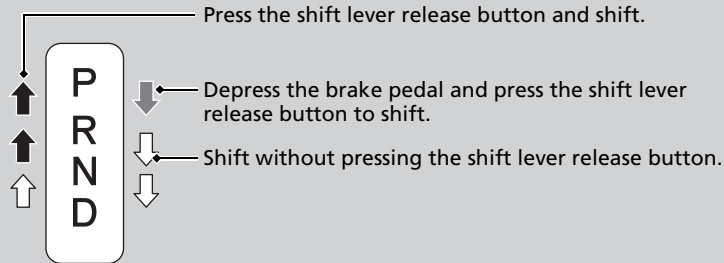 Press the shift lever release button and shift.
P
R
N
D
Depress the brake pedal and press the shift lever
release button to shift.
Shift without pressing the shift lever release button.